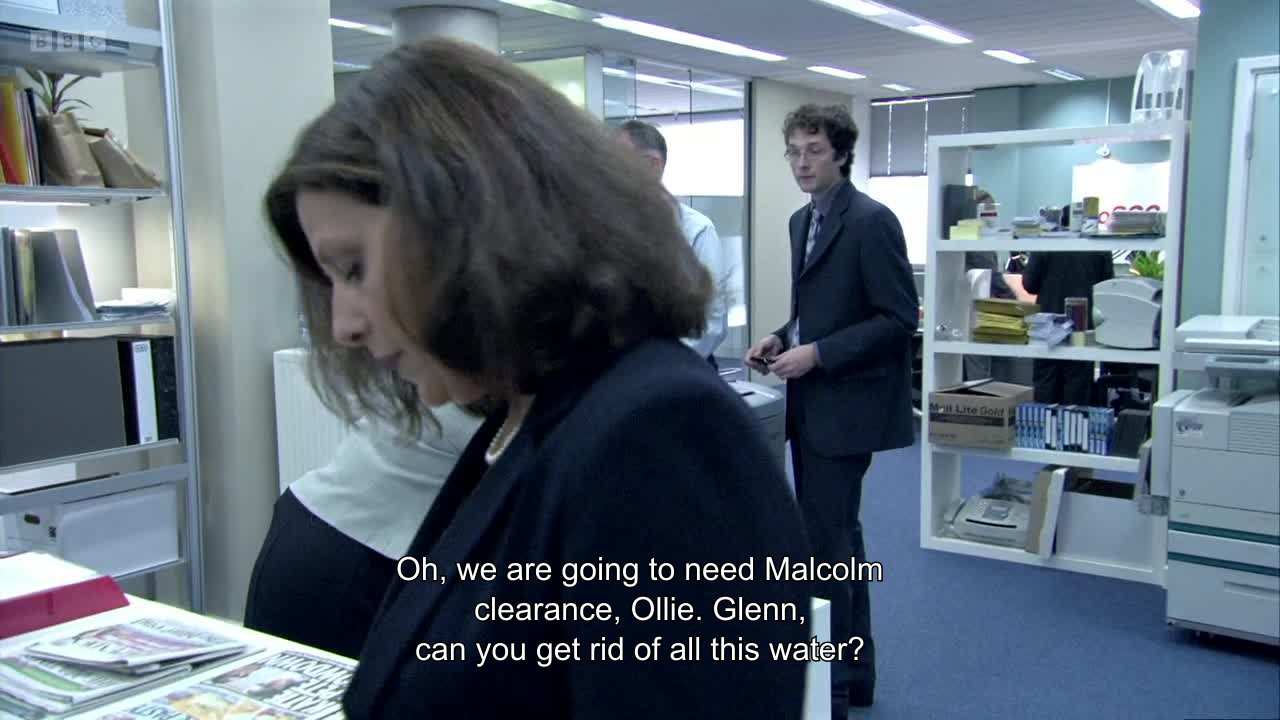 BBC
Mail Lite Gold
Oh, we are going to need Malcolm
clearance, Ollie. Glenn,
can you get rid of all this water?